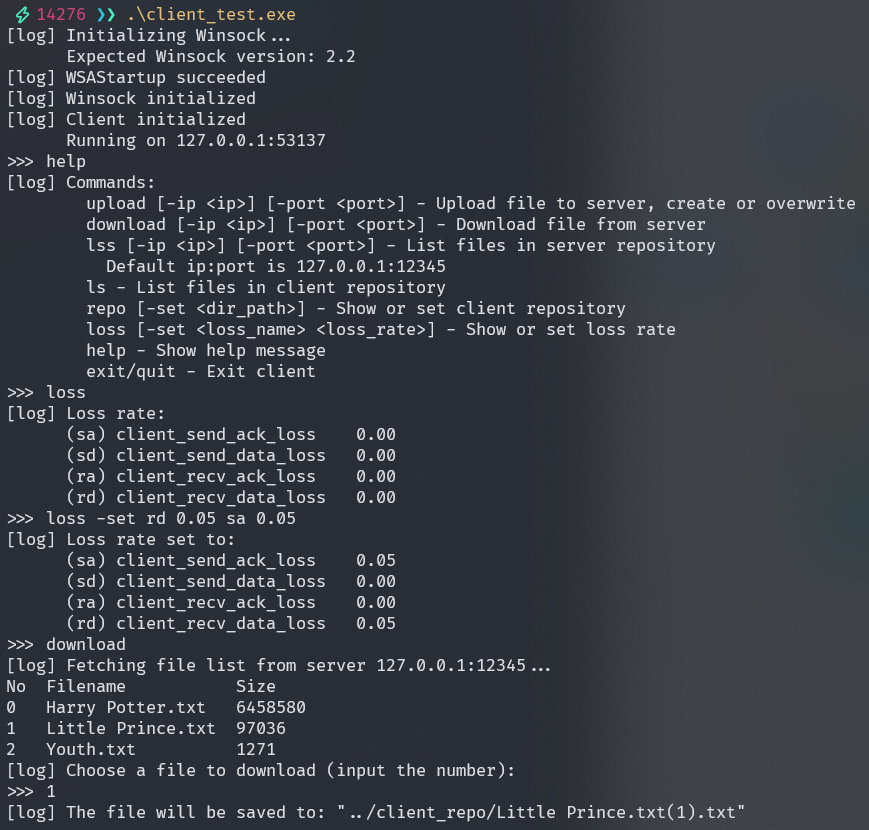 14276 ❯❯ .\client_test.exe
[log] Initializing Winsock...
Expected Winsock version: 2.2
[log] WSAStartup succeeded
[log] Winsock initialized
[log] Client initialized
Running on 127.0.0.1:53137
>>> help
[log] Commands:
upload [-ip <ip>] [-port <port>] - Upload file to server, create or overwrite
download [-ip <ip>] [-port <port>] - Download file from server
lss [-ip <ip>] [-port <port>] - List files in server repository
Default ip:port is 127.0.0.1:12345
ls - List files in client repository
repo [-set <dir_path>] - Show or set client repository
loss [-set <loss_name> <loss_rate>] - Show or set loss rate
help - Show help message
exit/quit - Exit client
>>> loss
[log] Loss rate:
(sa) client_send_ack_loss 0.00
(sd) client_send_data_loss 0.00
(ra) client_recv_ack_loss 0.00
(rd) client_recv_data_loss 0.00
>>> loss -set rd 0.05 sa 0.05
[log] Loss rate set to:
(sa) client_send_ack_loss 0.05
(sd) client_send_data_loss 0.00
(ra) client_recv_ack_loss 0.00
(rd) client_recv_data_loss 0.05
>>> download
[log] Fetching file list from server 127.0.0.1:12345...
No Filename Size
0 Harry Potter.txt 6458580
1 Little Prince.txt 97036
2 Youth.txt 1271
[log] Choose a file to download (input the number):
>>> 1
[log] The file will be saved to: "../client_repo/Little Prince.txt(1).txt"